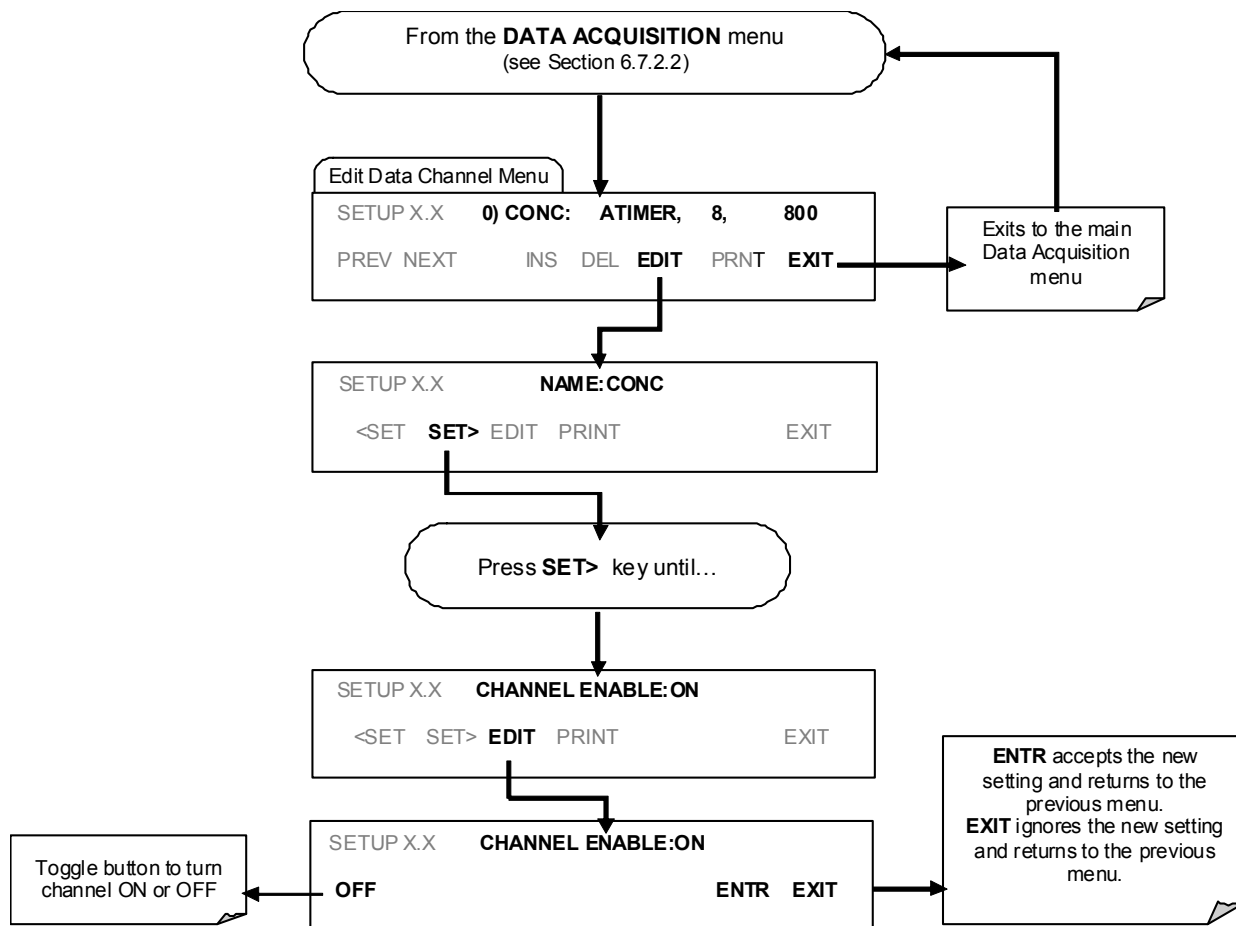 From the DATA ACQUISITION menu
(see Section 6.7.2.2)
Edit Data Channel Menu
SETUP X.X 0) CONC: ATIMER, 8, 800
PREV NEXT INS DEL EDIT PRNT EXIT
Exits to the main
Data Acquisition
menu
SETUP X.X NAME:CONC
<SET SET> EDIT PRINT EXIT
Press SET> key until…
SETUP X.X CHANNEL ENABLE:ON
<SET SET> EDIT PRINT EXIT
SETUP X.X CHANNEL ENABLE:ON
OFF ENTR EXIT
Toggle button to turn
channel ON or OFF
ENTR accepts the new
setting and returns to the
previous menu.
EXIT ignores the new setting
and returns to the previous
menu.